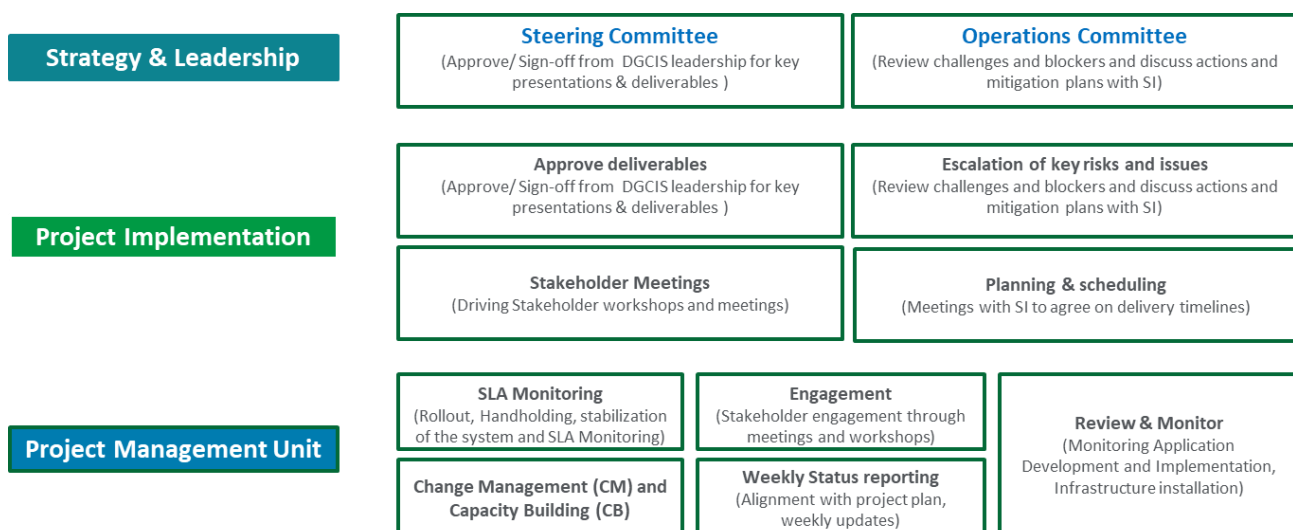 Strategy & Leadership
Steering Committee
(Approve/ Sign-off from DGCIS leadership for key
presentations & deliverables )
Operations Committee
(Review challenges and blockers and discuss actions and
mitigation plans with SI)
Project Implementation
Approve deliverables
(Approve/ Sign-off from DGCIS leadership for key
presentations & deliverables )
Escalation of key risks and issues
(Review challenges and blockers and discuss actions and
mitigation plans with SI)
Stakeholder Meetings
(Driving Stakeholder workshops and meetings)
Planning & scheduling
(Meetings with SI to agree on delivery timelines)
Project Management Unit
SLA Monitoring
(Rollout, Handholding, stabilization
of the system and SLA Monitoring)
Engagement
(Stakeholder engagement through
meetings and workshops)
Review & Monitor
(Monitoring Application
Development and Implementation,
Infrastructure installation)
Change Management (CM) and
Capacity Building (CB)
Weekly Status reporting
(Alignment with project plan,
weekly updates)